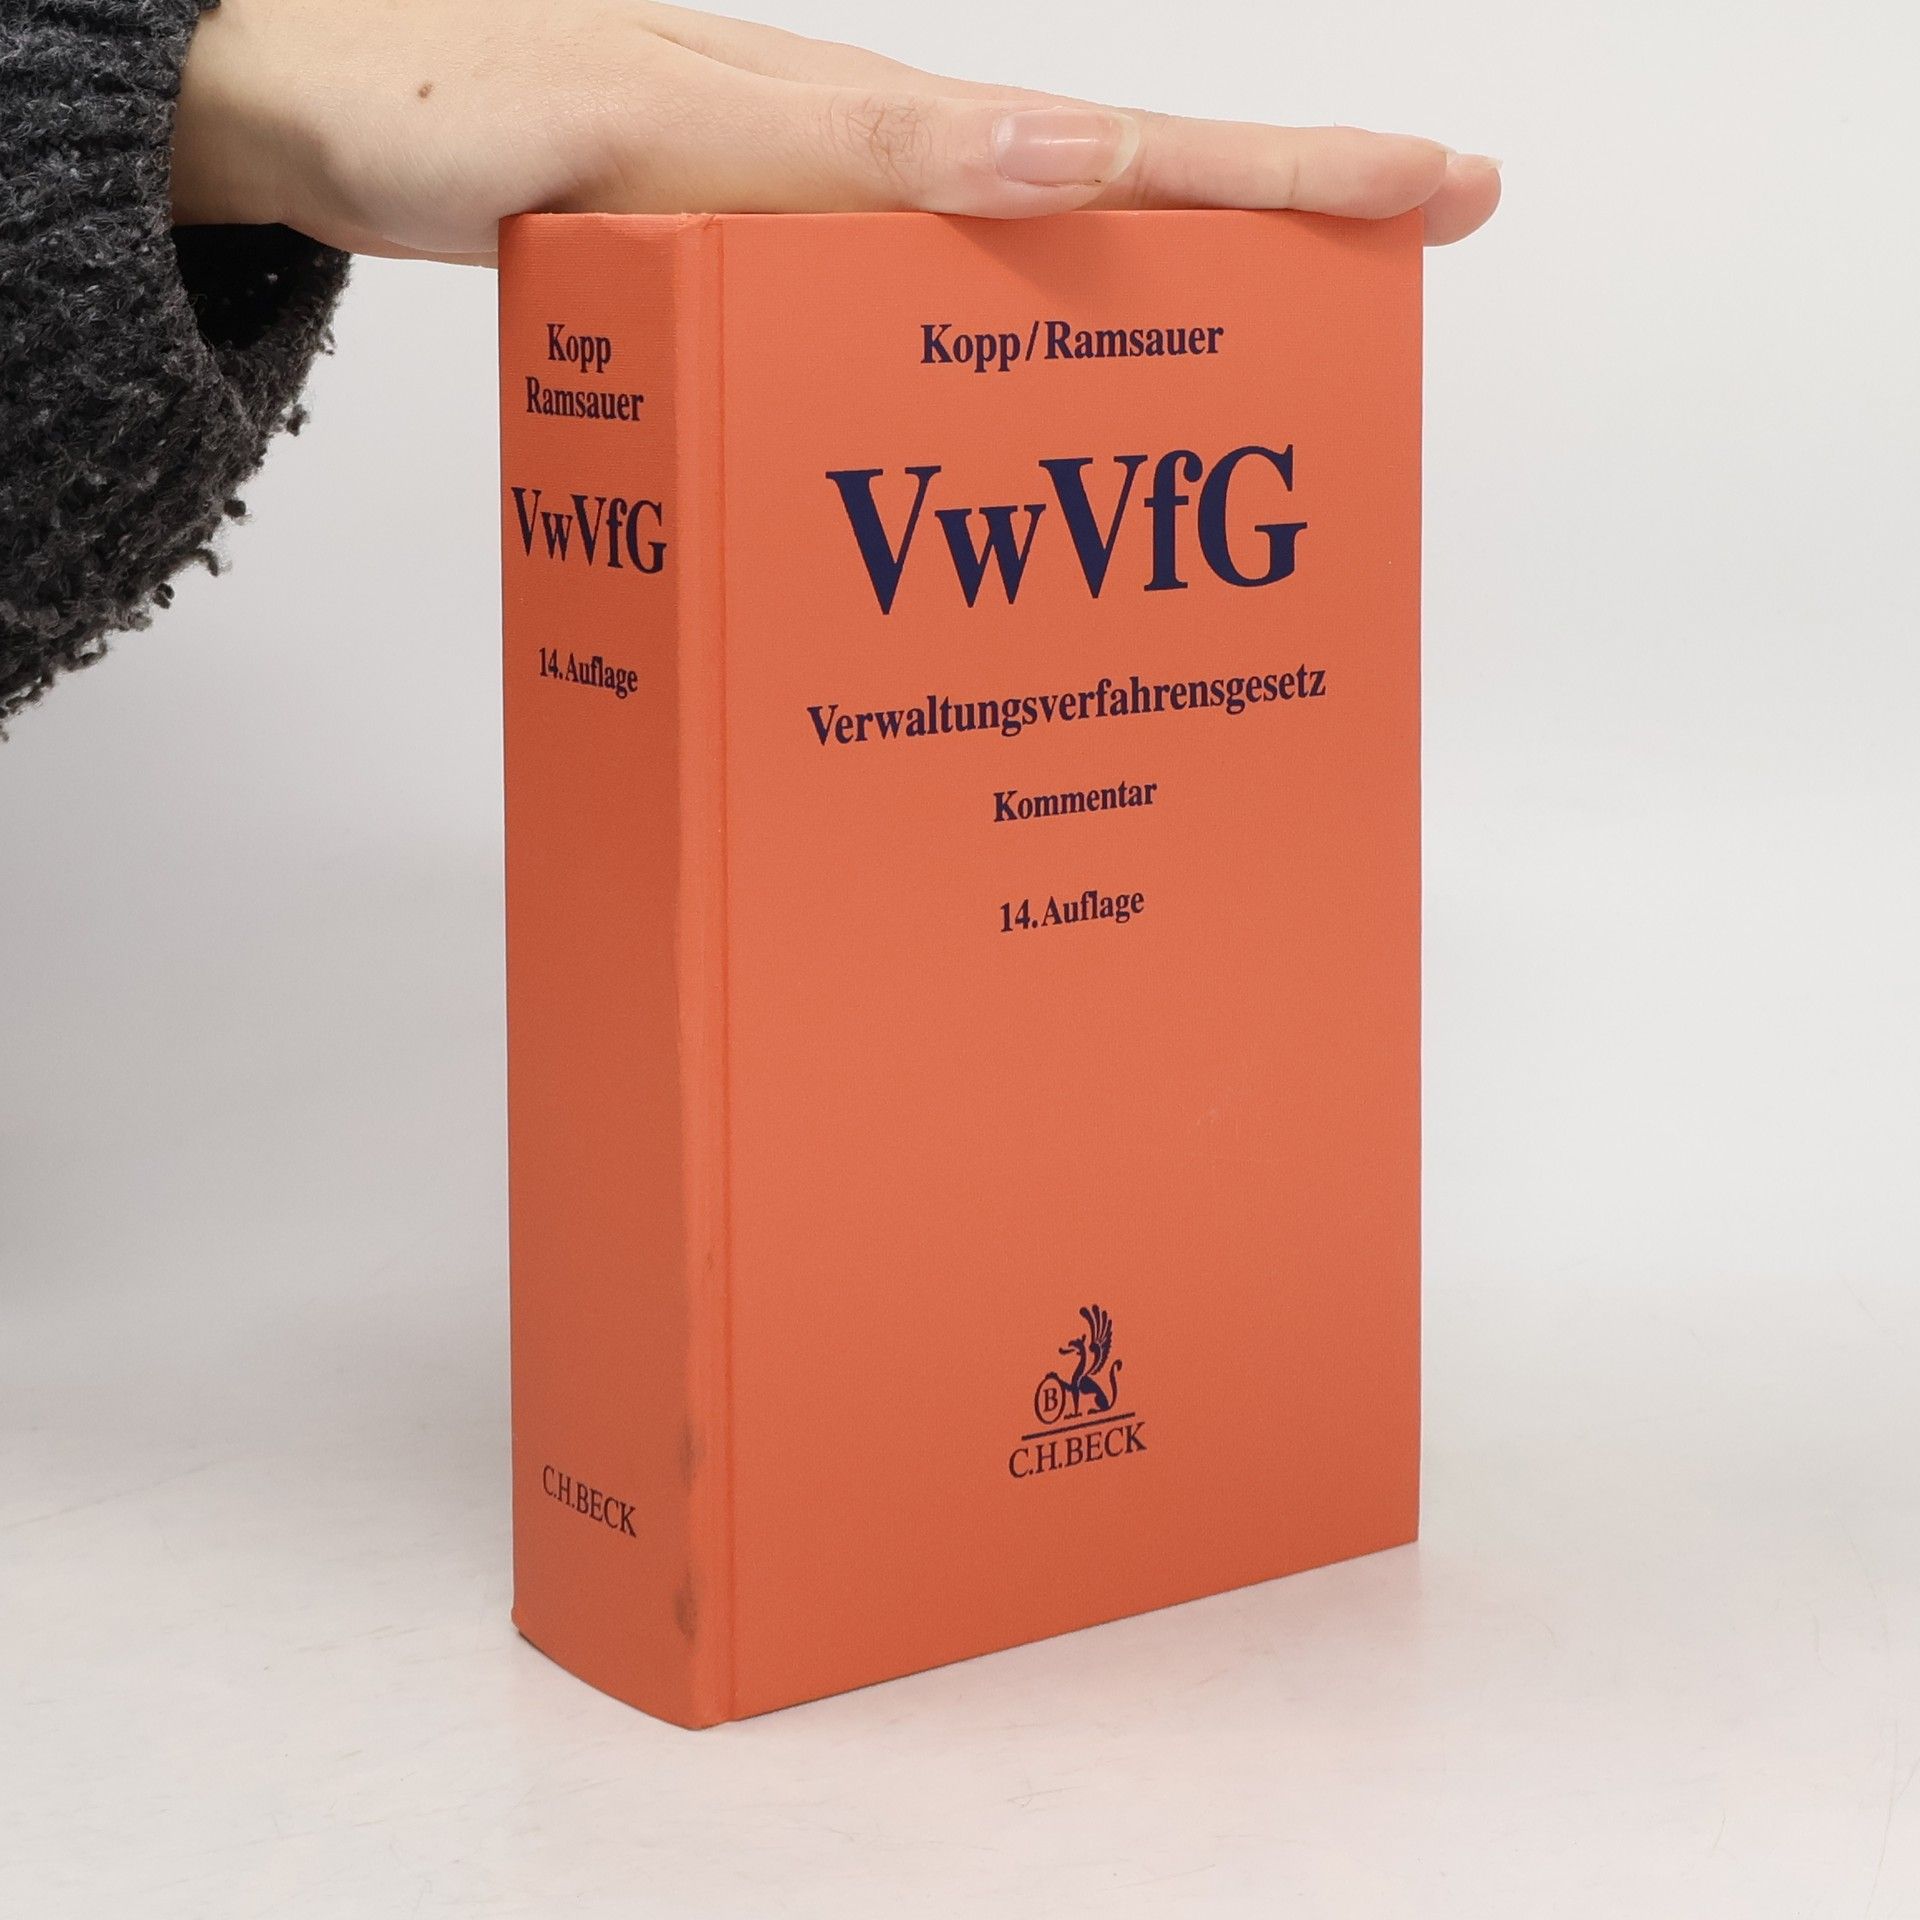 Kopp
Ramsauer
VwVfG
14. Auflage
C.H.BECK
Kopp/Ramsauer
VwVfG
Verwaltungsverfahrensgesetz
Kommentar
14. Auflage
B
C.H.BECK